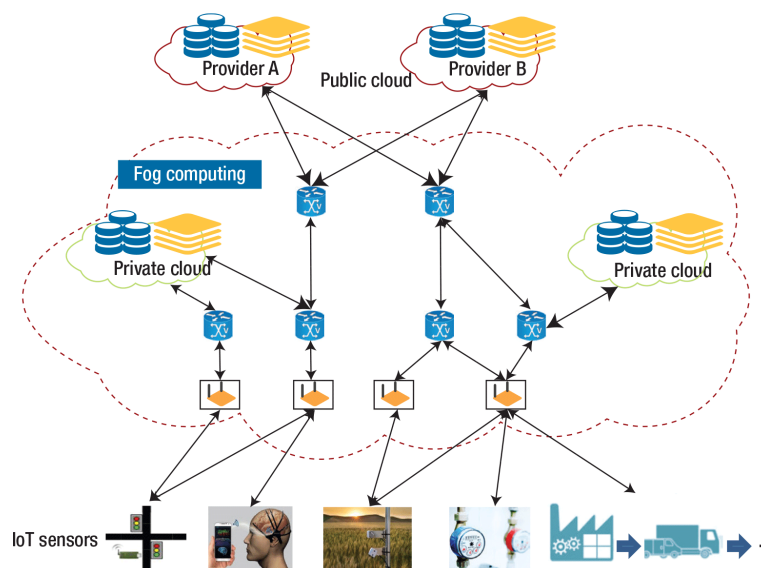 Provider A
Public cloud
Provider B
Fog computing
Private cloud
Private cloud
IoT sensors